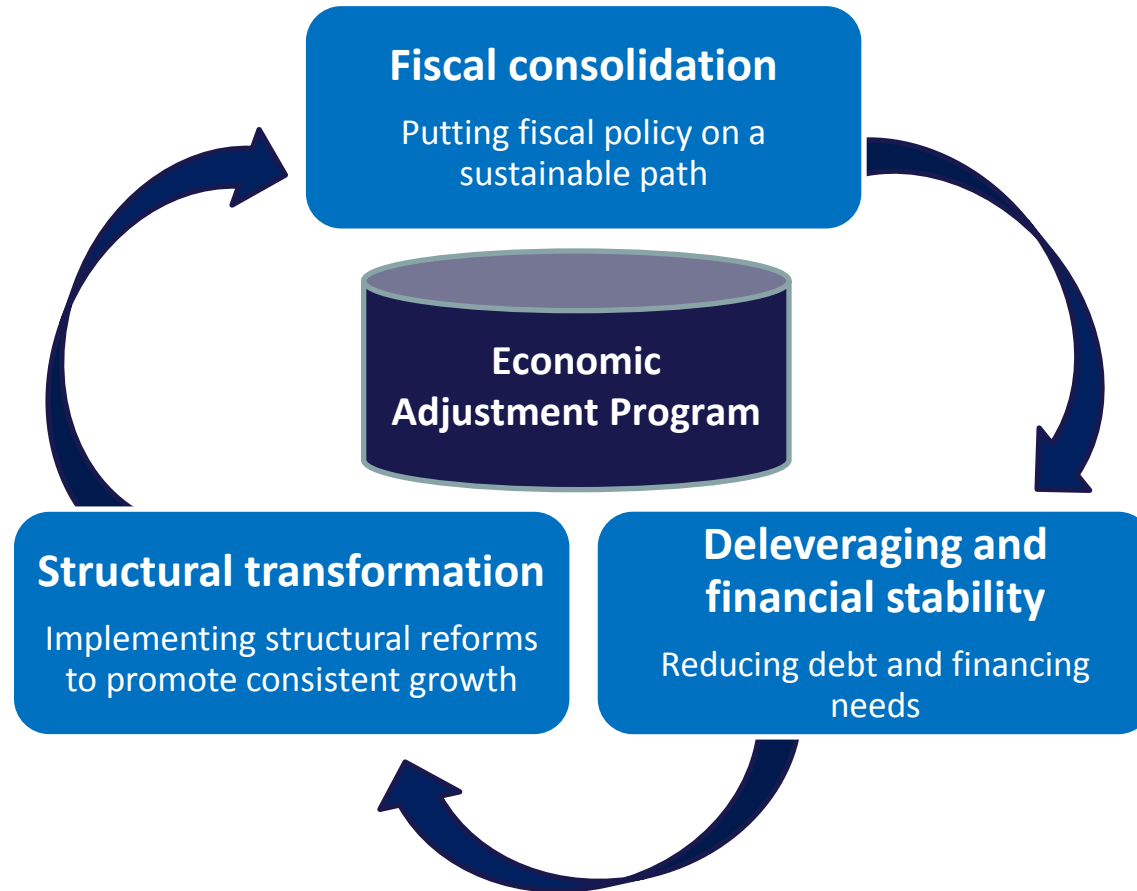 Fiscal consolidation
Putting fiscal policy on a
sustainable path
Economic
Adjustment Program
Structural transformation
Implementing structural reforms
to promote consistent growth
Deleveraging and
financial stability
Reducing debt and financing
needs